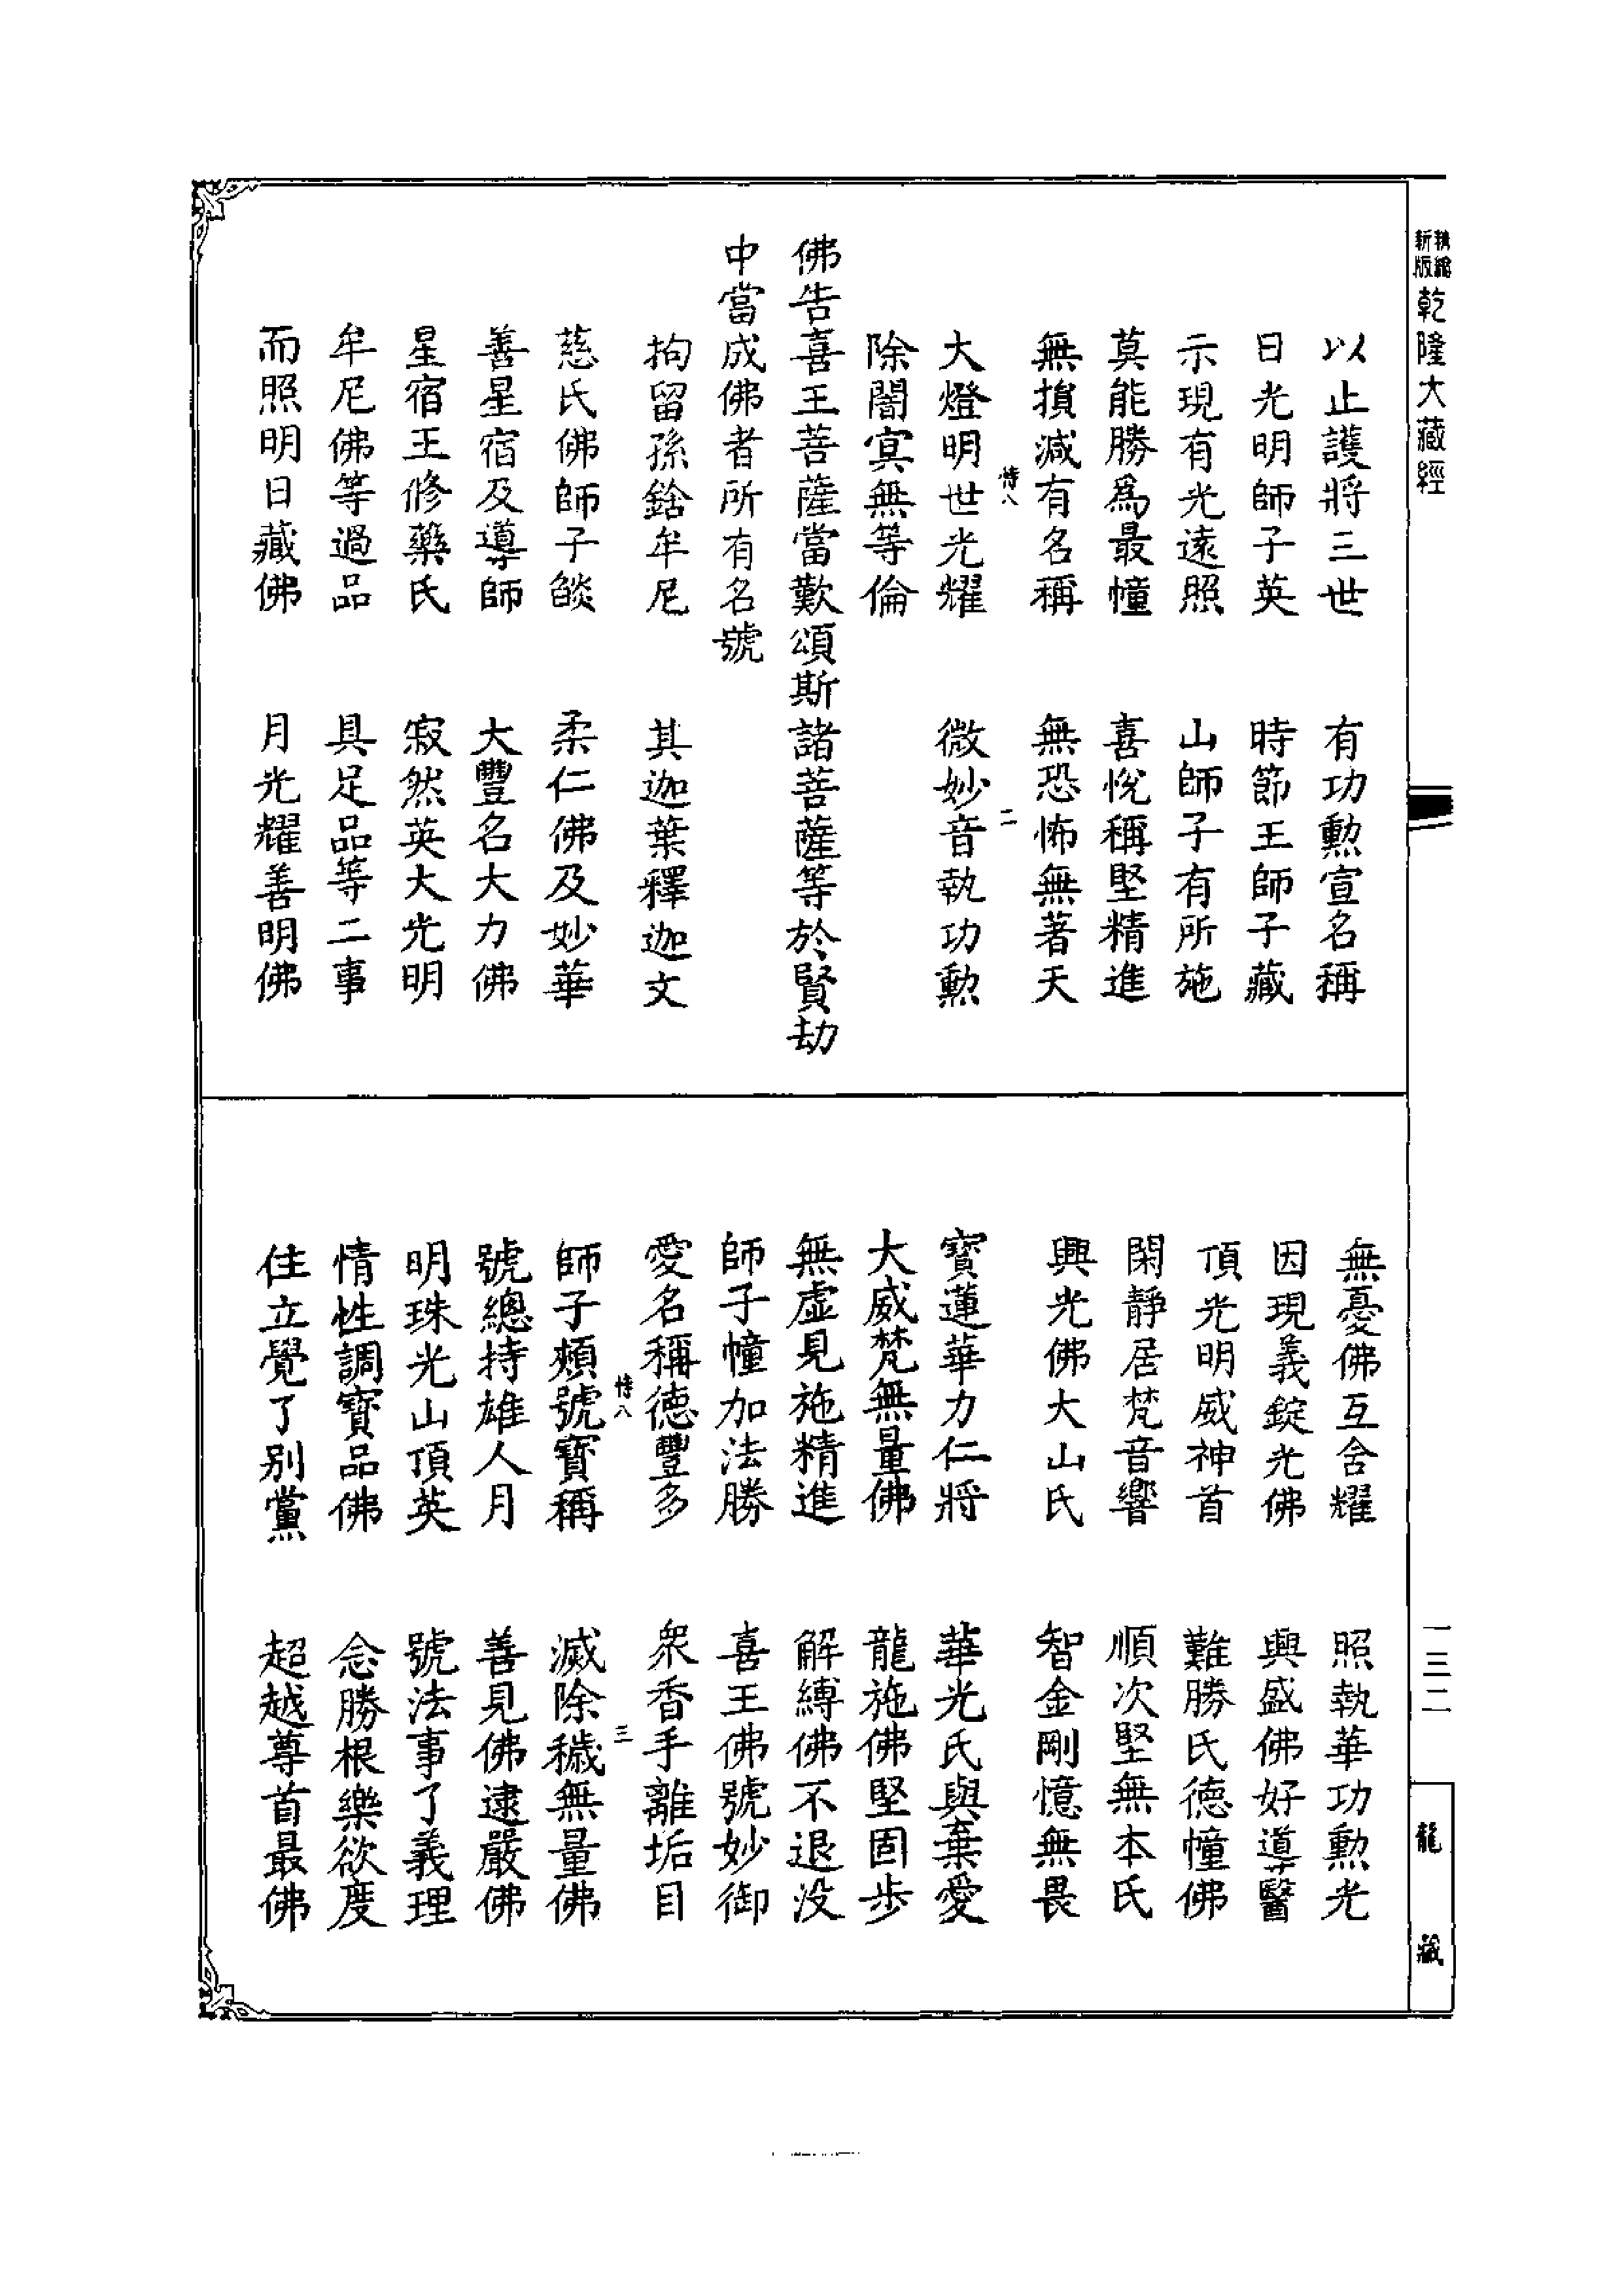 精縮新版乾隆大藏經
以止護將三世 有功勲宣名稱
日光明師子英 時節王師子藏
示現有光遠照 山師子有所施
莫能勝爲最幢 喜悅稱堅精進
無損減有名稱 無恐怖無著天
恃八 二
大燈明世光耀 微妙音執功勲
除闇㝠無等倫
佛告喜王菩薩當歎頌斯諸菩薩等於賢劫
中當成佛者所有名號
拘留孫鋡牟尼 其迦葉釋迦文
慈氏佛師子燄 柔仁佛及妙華
善星宿及導師 大豐名大力佛
星宿王修藥氏 寂然英大光明
牟尼佛等過品 具足品等二事
而照明日藏佛 月光耀善明佛
無憂佛互舍耀 照執華功勲光
因現義錠光佛 興盛佛好導醫
頂光明威神首 難勝氏德幢佛
閑靜居梵音響 順次堅無本氏
興光佛大山氏 智金剛憶無畏
寶蓮華力仁將 華光氏與棄愛
大威梵無量佛 龍施佛堅固步
無虛見施精進 解縛佛不退没
師子幢加法勝 喜王佛號妙御
愛名稱德豐多 衆香手離垢目
恃八 三
師子頰號寶稱 滅除穢無量佛
號總持雄人月 善見佛逮嚴佛
明珠光山頂英 號法事了義理
情性調寶品佛 念勝根樂欲度
住立覺了別黨 超越尊首最佛
一三二
龍藏